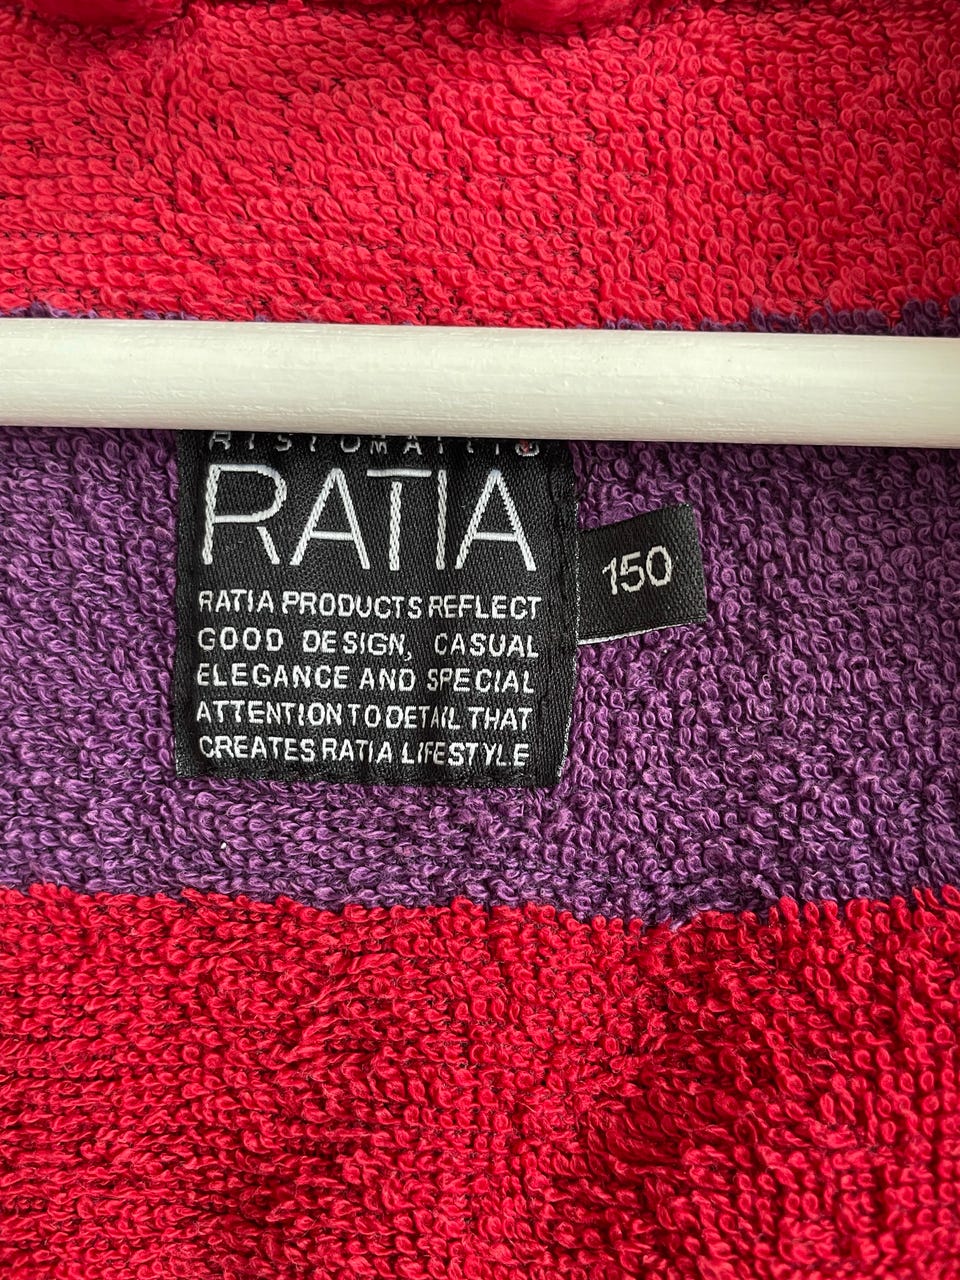 RATIA
150
RATIA PRODUCTS REFLECT
GOOD DESIGN, CASUAL
ELEGANCE AND SPECIAL
ATTENTION TO DETAIL THAT
CREATES RATIA LIFESTYLE